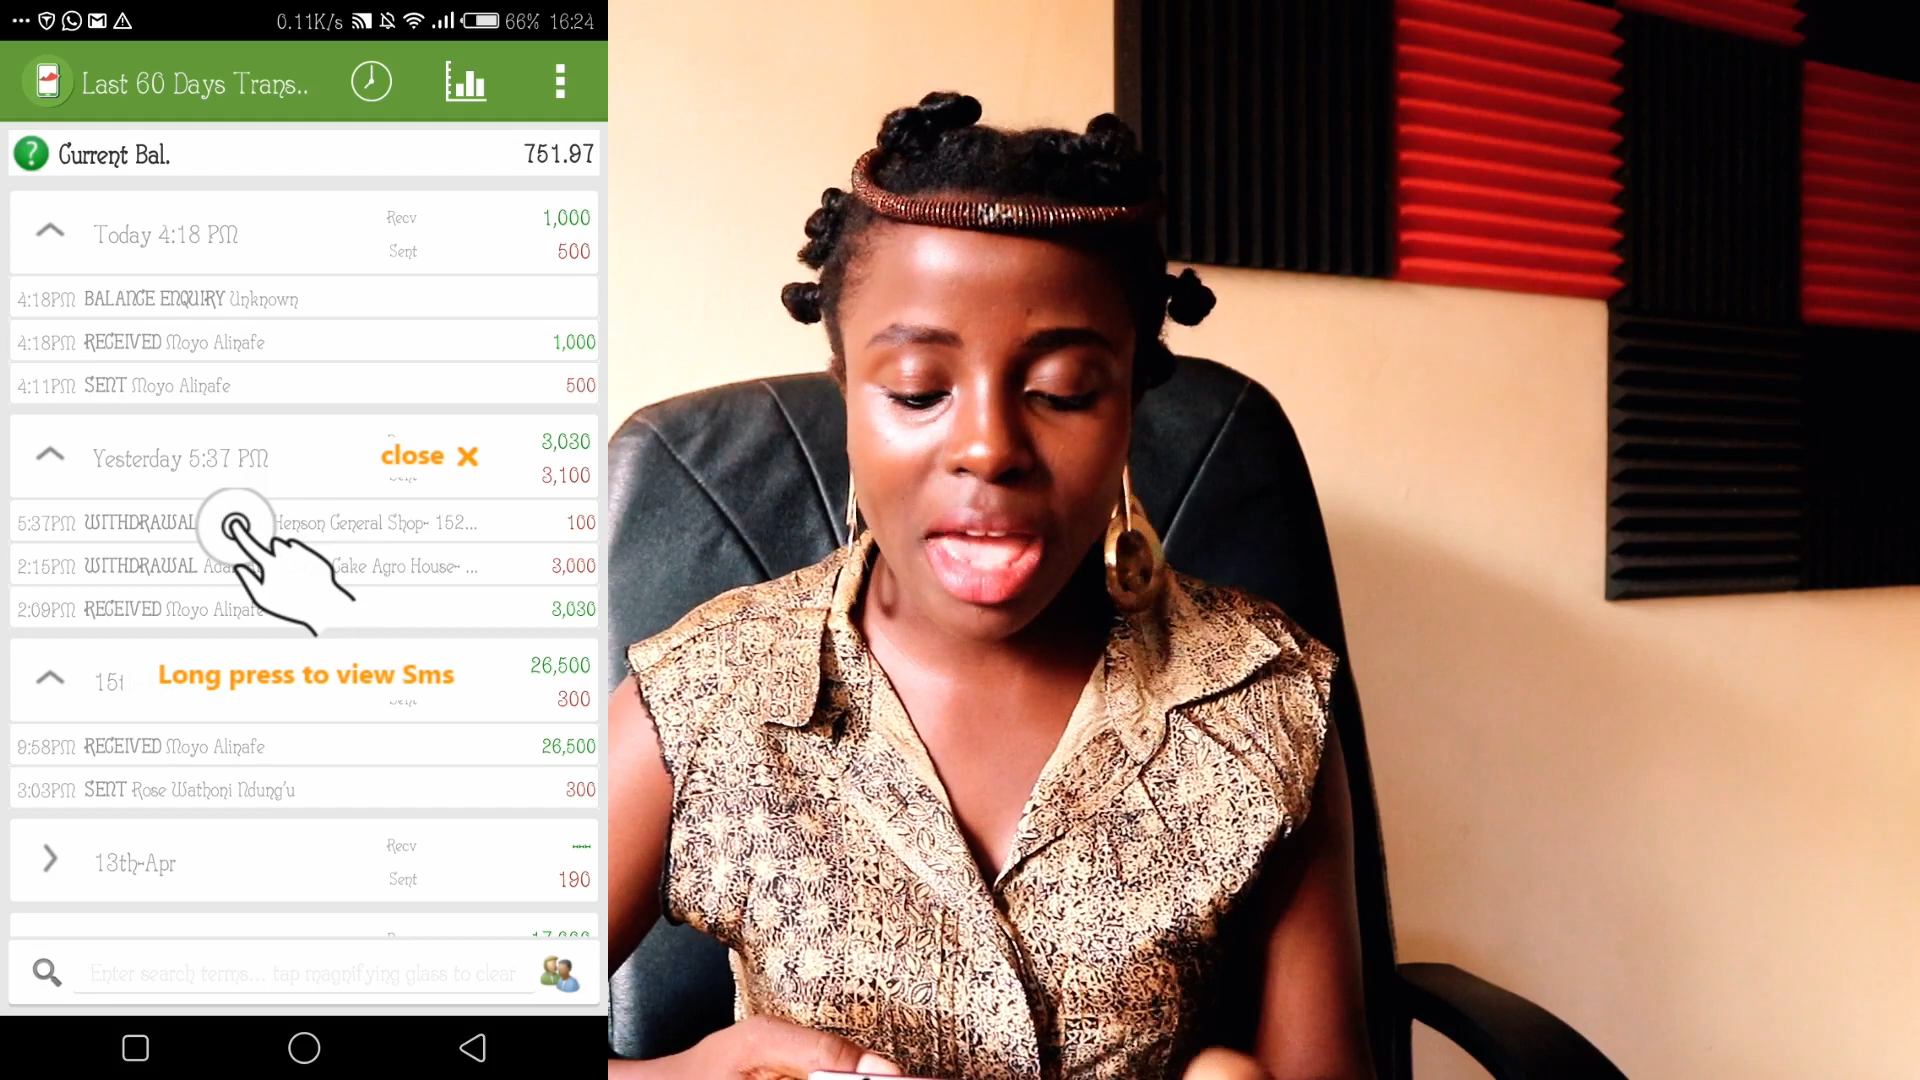 0.11K/s 66% 16:24
Last 60 Days Trans..
? Current Bal. 751.97
Today 4:18 PM Recv 1,000
Sent 500
4:18PM BALANCE ENQUIRY Unknown
4:18PM RECEIVED Moyo Alinafe 1,000
4:11PM SENT Moyo Alinafe 500
Yesterday 5:37 PM 3,030
close X
3,100
5:37PM WITHDRAWAL Henson General Shop- 152... 100
2:15PM WITHDRAWAL Cake Agro House- ... 3,000
2:09PM RECEIVED Moyo Alinafe 3,030
26,500
Long press to view Sms
300
9:58PM RECEIVED Moyo Alinafe 26,500
3:03PM SENT Rose Wathoni Ndung'u 300
13th-Apr Recv ---
Sent 190
Enter search terms... tap magnifying glass to clear